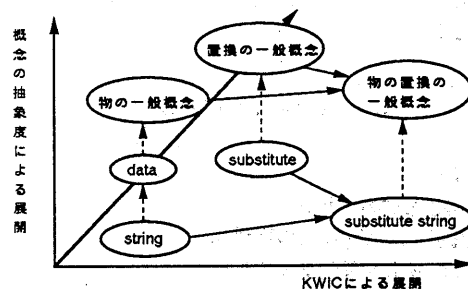 概念の抽象度による展開
置換の一般概念
物の一般概念
物の置換の
一般概念
data
substitute
string
substitute string
KWICによる展開